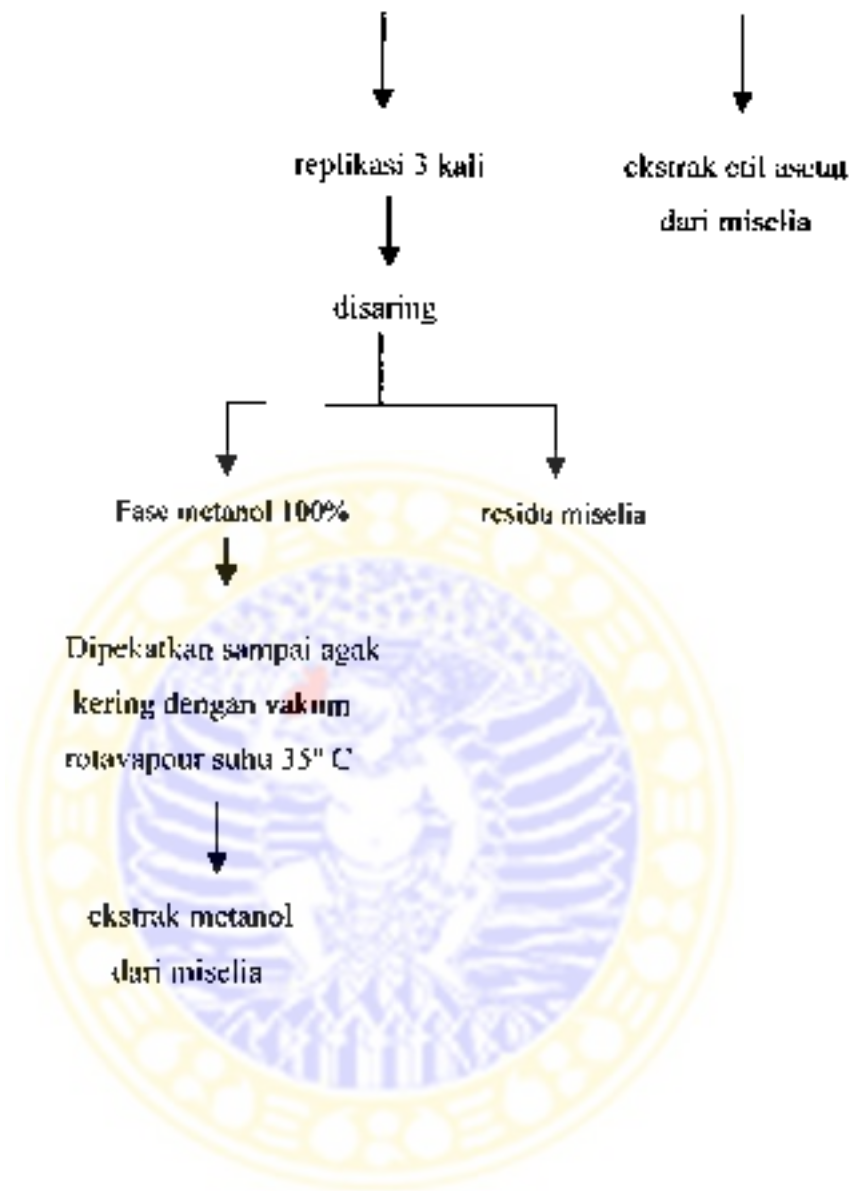 replikasi 3 kali
ekstrak etil asetat
dari miselia
disaring
Fase metanol 100%
residu miselia
Dipekatkan sampai agak
kering dengan vakum
rotavapour suhu 35° C
ekstrak metanol
dari miselia